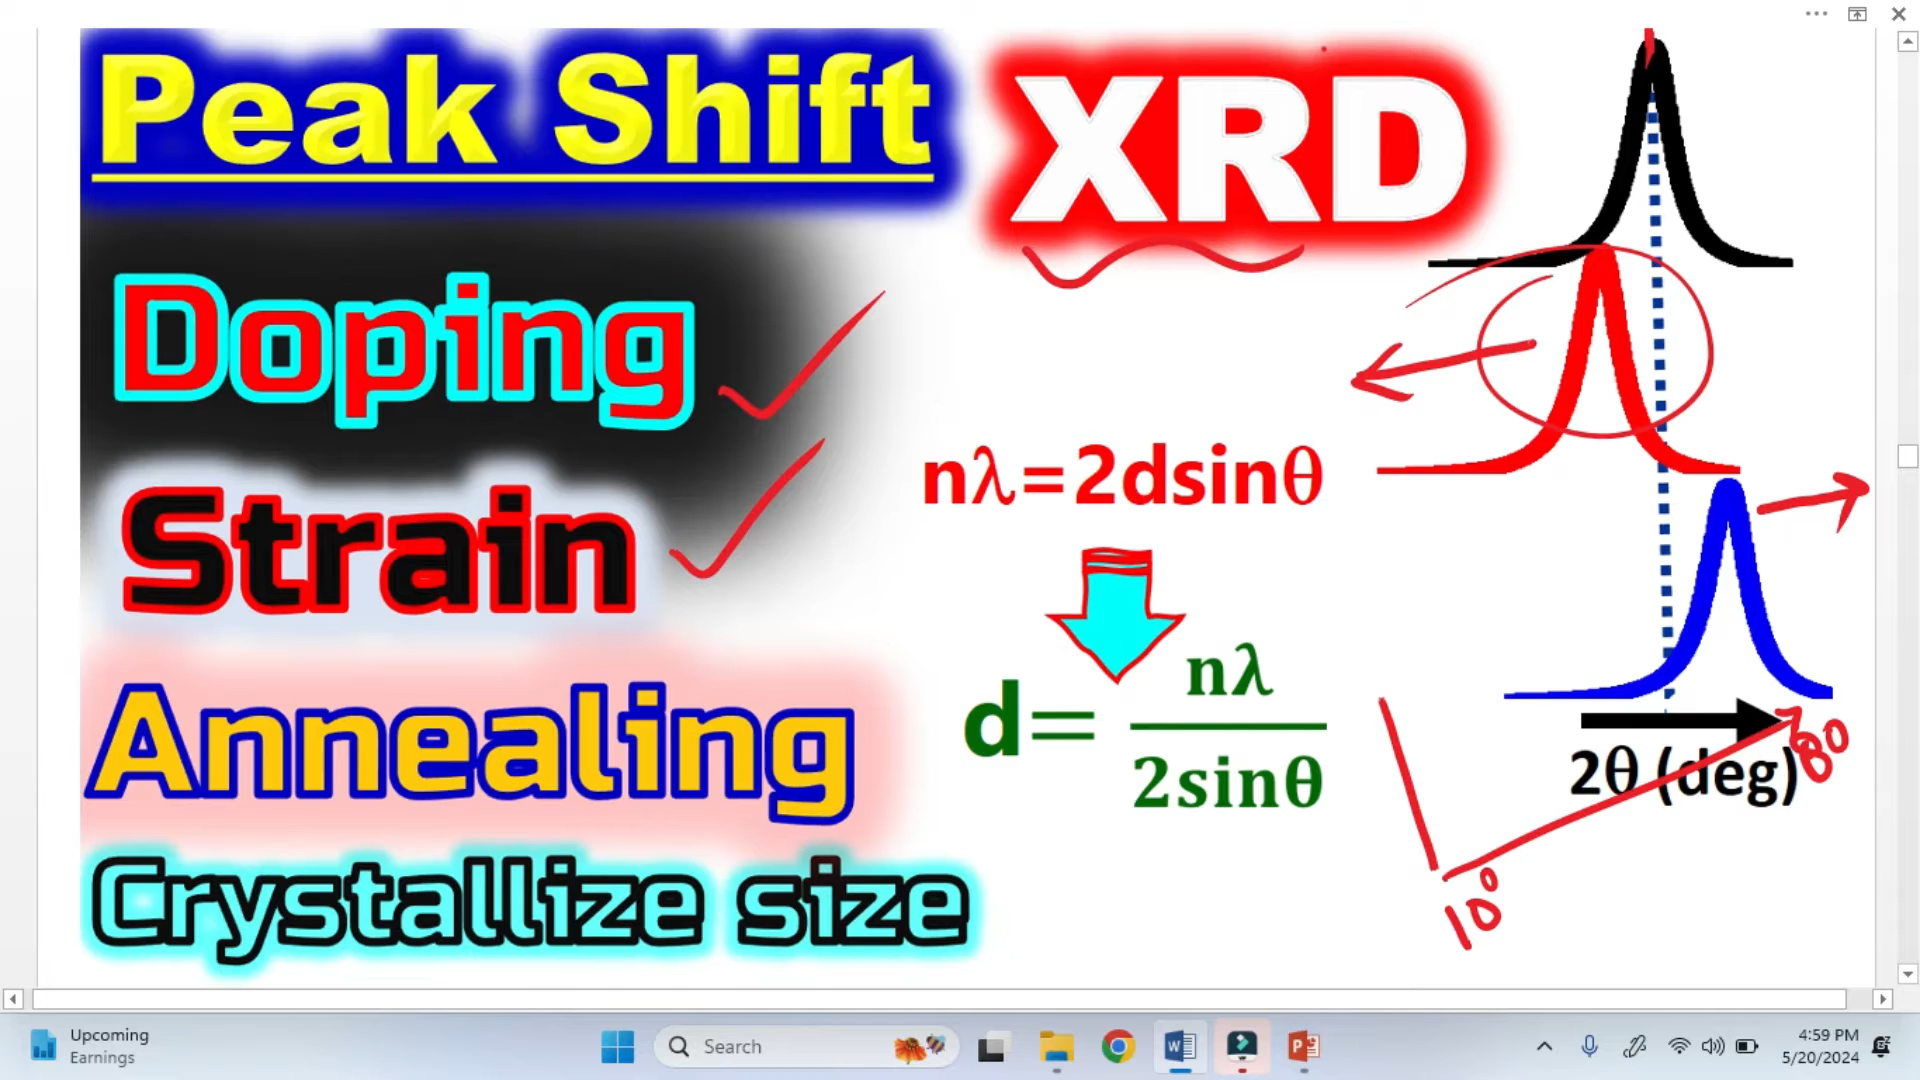 Peak Shift
XRD
Doping
Strain
Annealing
Crystallize size
nλ=2dsinθ
d= nλ
2sinθ
2θ (deg)
80
10°
Upcoming
Earnings
Search
4:59 PM
5/20/2024